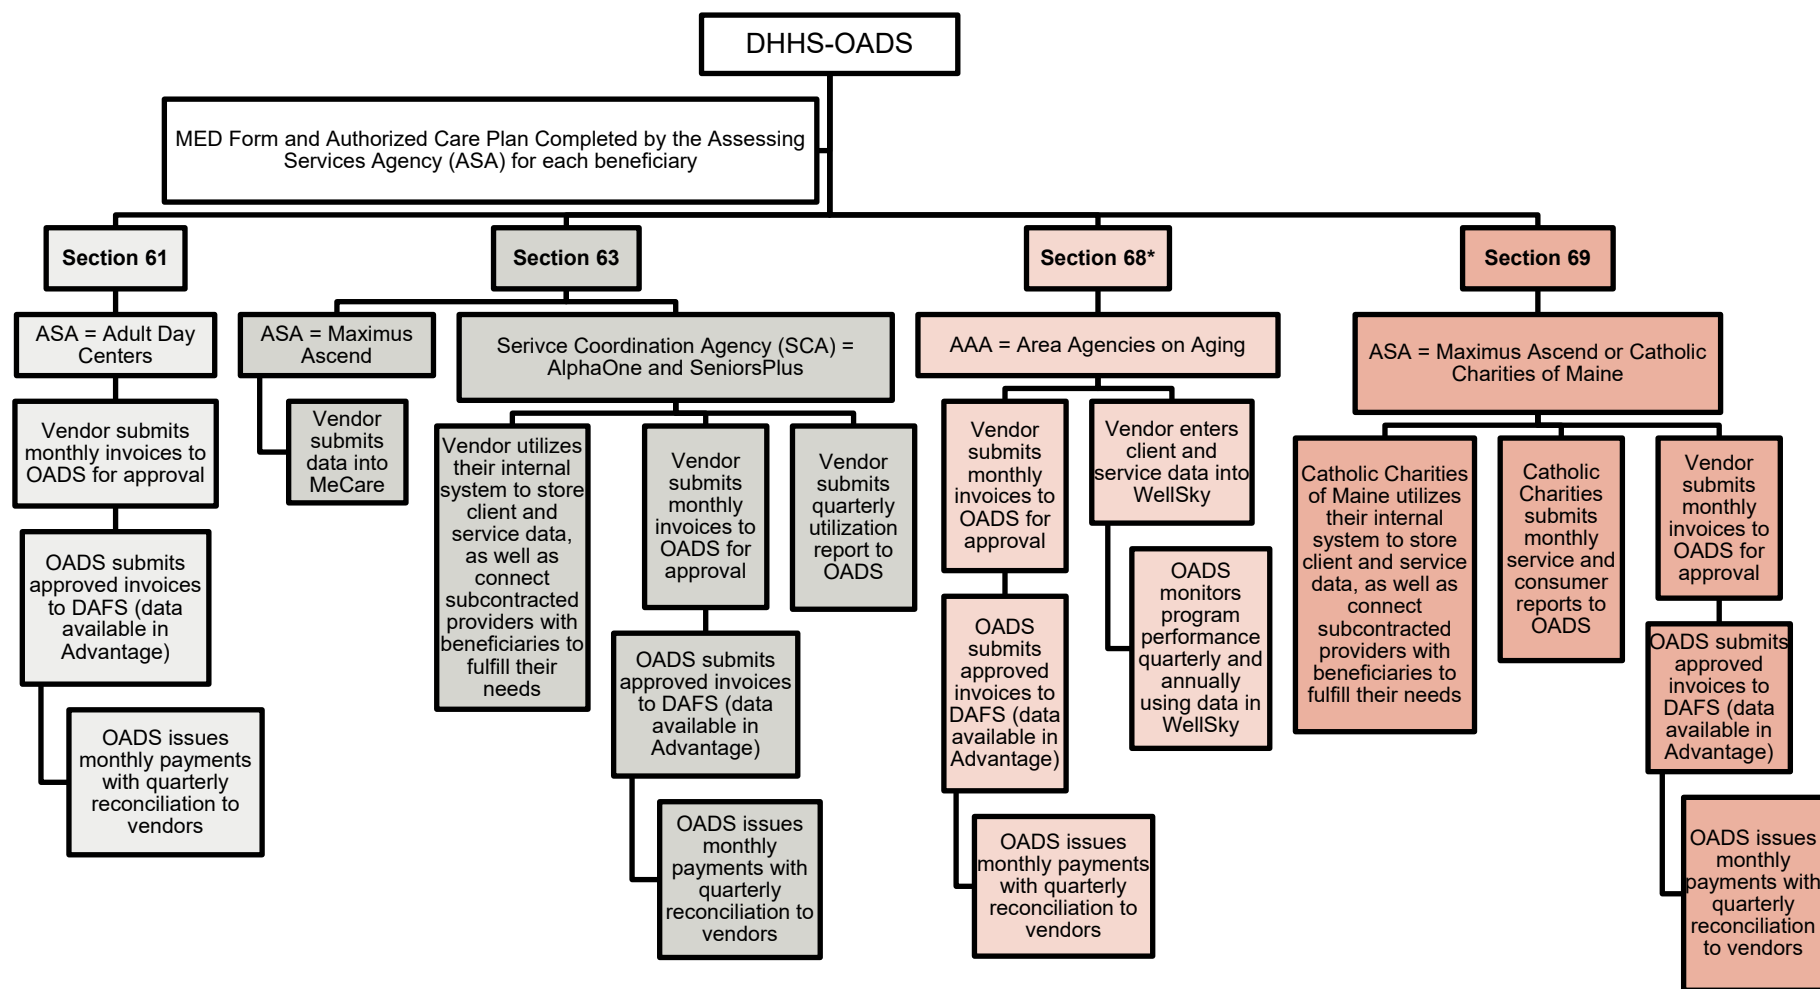 DHHS-OADS
MED Form and Authorized Care Plan Completed by the Assessing
Services Agency (ASA) for each beneficiary
Section 61
Section 63
Section 68*
Section 69
ASA = Adult Day
Centers
Vendor submits
monthly invoices to
OADS for approval
OADS submits
approved invoices
to DAFS (data
available in
Advantage)
OADS issues
monthly payments
with quarterly
reconciliation to
vendors
ASA = Maximus
Ascend
Vendor
submits
data into
MeCare
Serivce Coordination Agency (SCA) =
AlphaOne and SeniorsPlus
Vendor utilizes
their internal
system to store
client and
service data,
as well as
connect
subcontracted
providers with
beneficiaries to
fulfill their
needs
Vendor
submits
monthly
invoices to
OADS for
approval
OADS submits
approved invoices
to DAFS (data
available in
Advantage)
OADS issues
monthly
payments with
quarterly
reconciliation to
vendors
Vendor
submits
quarterly
utilization
report to
OADS
AAA = Area Agencies on Aging
Vendor
submits
monthly
invoices to
OADS for
approval
OADS
submits
approved
invoices to
DAFS (data
available in
Advantage)
OADS issues
monthly payments
with quarterly
reconciliation to
vendors
Vendor enters
client and
service data into
WellSky
OADS
monitors
program
performance
quarterly and
annually
using data in
WellSky
ASA = Maximus Ascend or Catholic
Charities of Maine
Catholic Charities
of Maine utilizes
their internal
system to store
client and service
data, as well as
connect
subcontracted
providers with
beneficiaries to
fulfill their needs
Catholic
Charities
submits
monthly
service and
consumer
reports to
OADS
Vendor
submits
monthly
invoices to
OADS for
approval
OADS submits
approved
invoices to
DAFS (data
available in
Advantage)
OADS issues
monthly
payments with
quarterly
reconciliation
to vendors